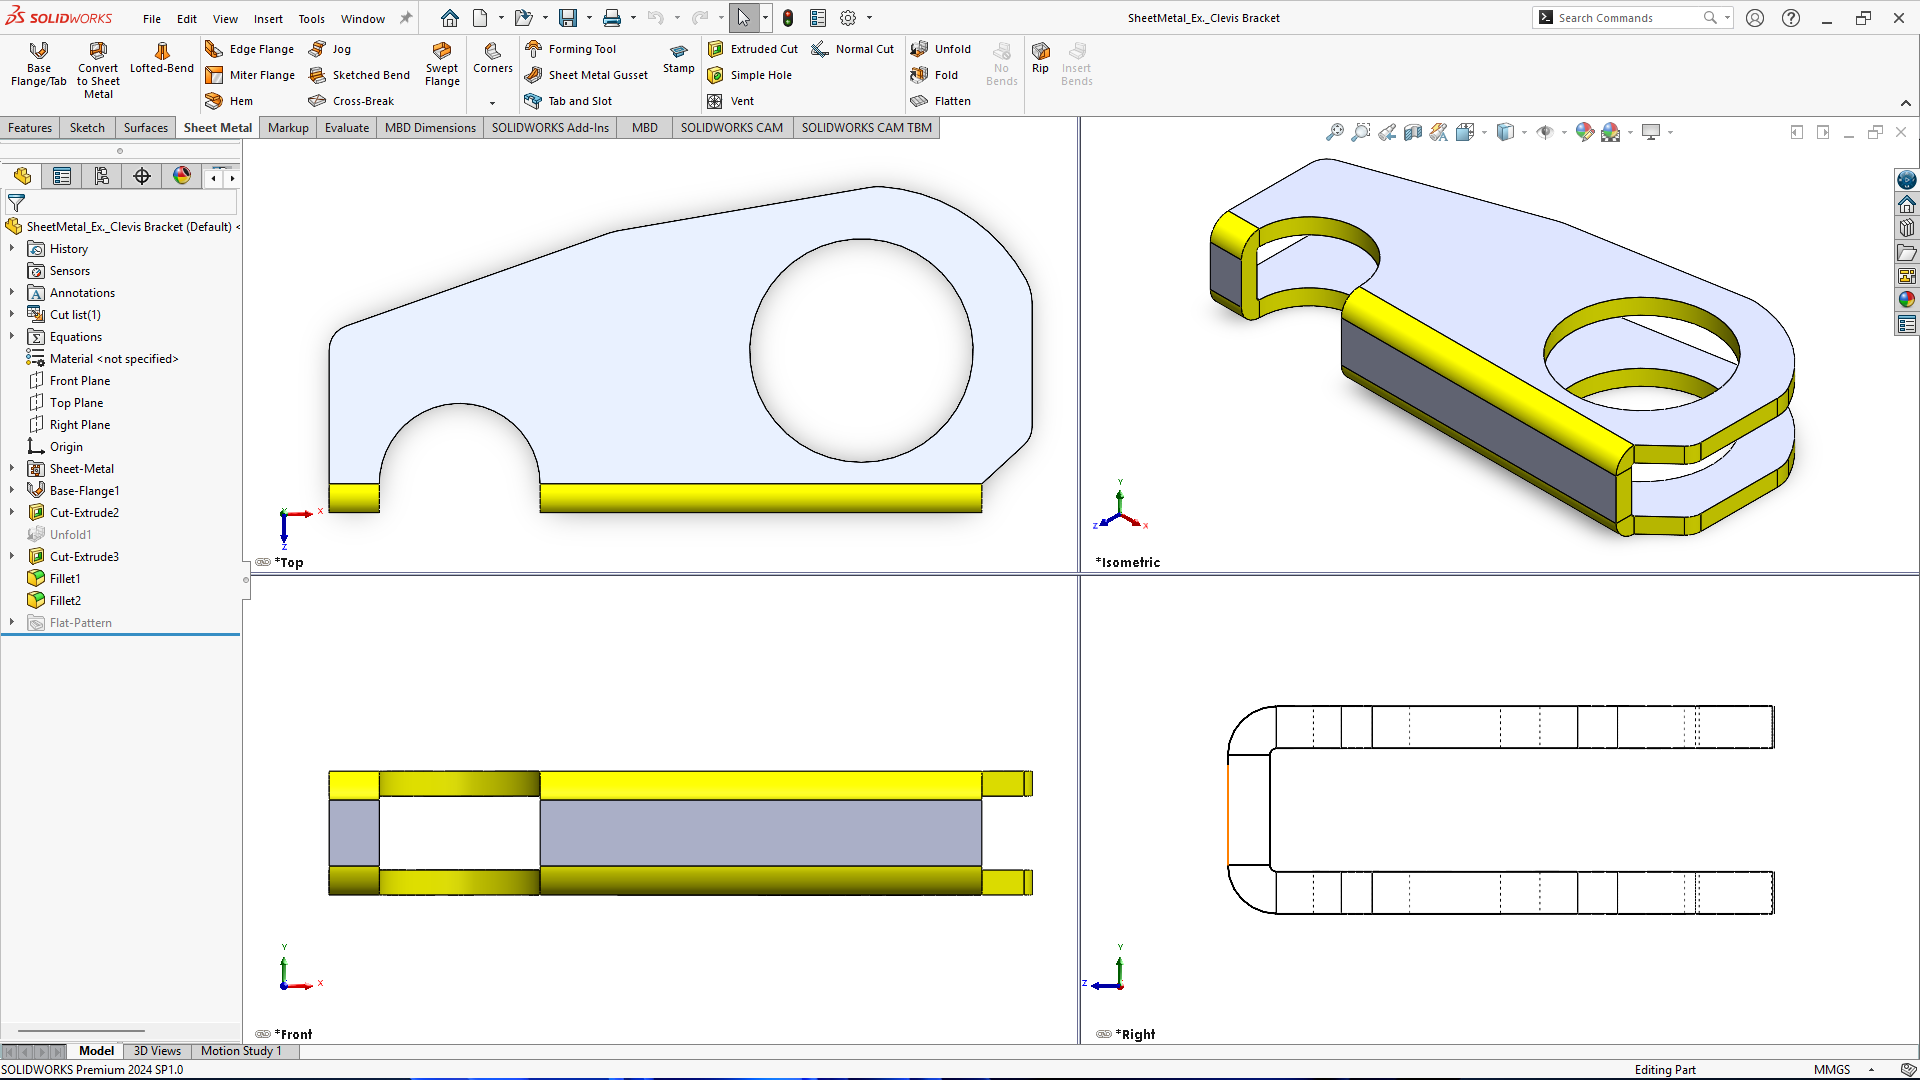 SOLIDWORKS File Edit View Insert Tools Window SheetMetal_Ex._Clevis Bracket Search Commands
Base Flange/Tab
Convert to Sheet Metal
Lofted-Bend
Edge Flange
Miter Flange
Hem
Jog
Sketched Bend
Cross-Break
Swept Flange
Corners
Forming Tool
Sheet Metal Gusset
Tab and Slot
Stamp
Extruded Cut
Simple Hole
Vent
Normal Cut
Unfold
Fold
Flatten
No Bends
Rip
Insert Bends
Features Sketch Surfaces Sheet Metal Markup Evaluate MBD Dimensions SOLIDWORKS Add-Ins MBD SOLIDWORKS CAM SOLIDWORKS CAM TBM
SheetMetal_Ex._Clevis Bracket (Default) <
History
Sensors
Annotations
Cut list(1)
Equations
Material <not specified>
Front Plane
Top Plane
Right Plane
Origin
Sheet-Metal
Base-Flange1
Cut-Extrude2
Unfold1
Cut-Extrude3
Fillet1
Fillet2
Flat-Pattern
Y X
Z
*Top
Y
Z X
*Isometric
Y
X
*Front
Y
Z
*Right
Model 3D Views Motion Study 1
SOLIDWORKS Premium 2024 SP1.0 Editing Part MMGS